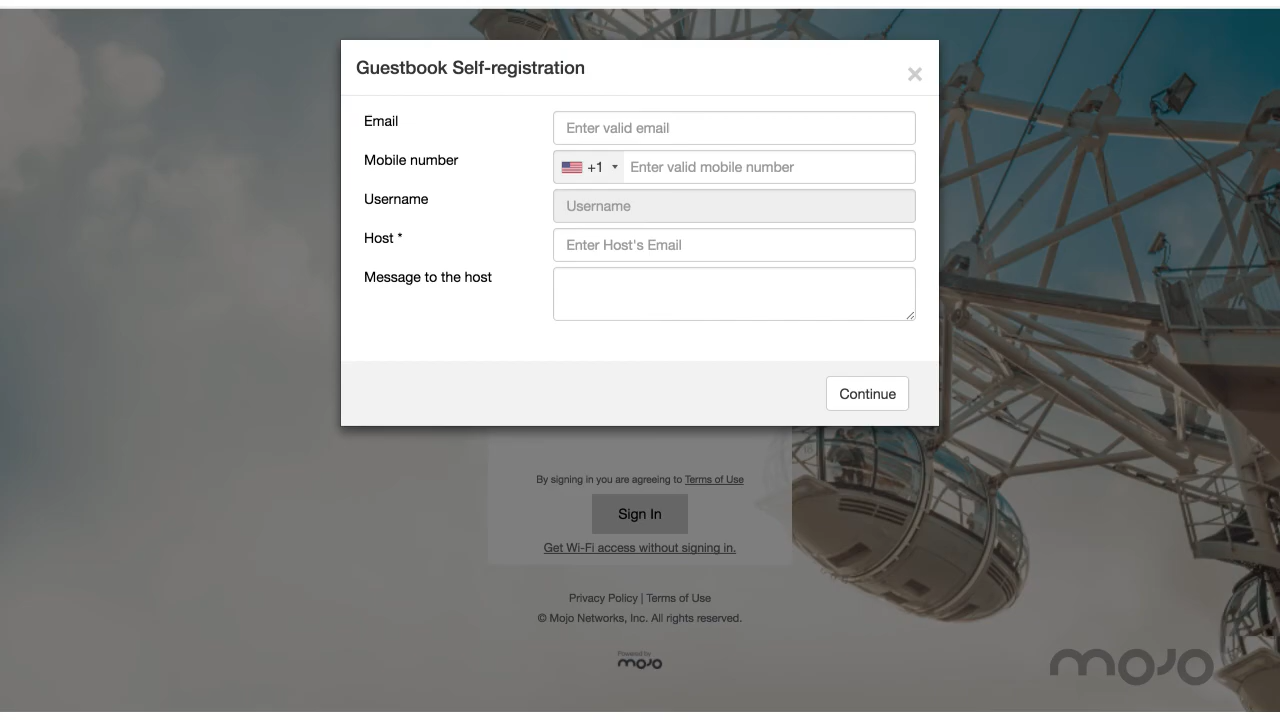 Guestbook Self-registration
×
Email
Enter valid email
Mobile number
+1
Enter valid mobile number
Username
Username
Host *
Enter Host's Email
Message to the host
Continue
By signing in you are agreeing to Terms of Use
Sign In
Get Wi-Fi access without signing in.
Privacy Policy | Terms of Use
© Mojo Networks, Inc. All rights reserved.
Powered by
mojo
mojo